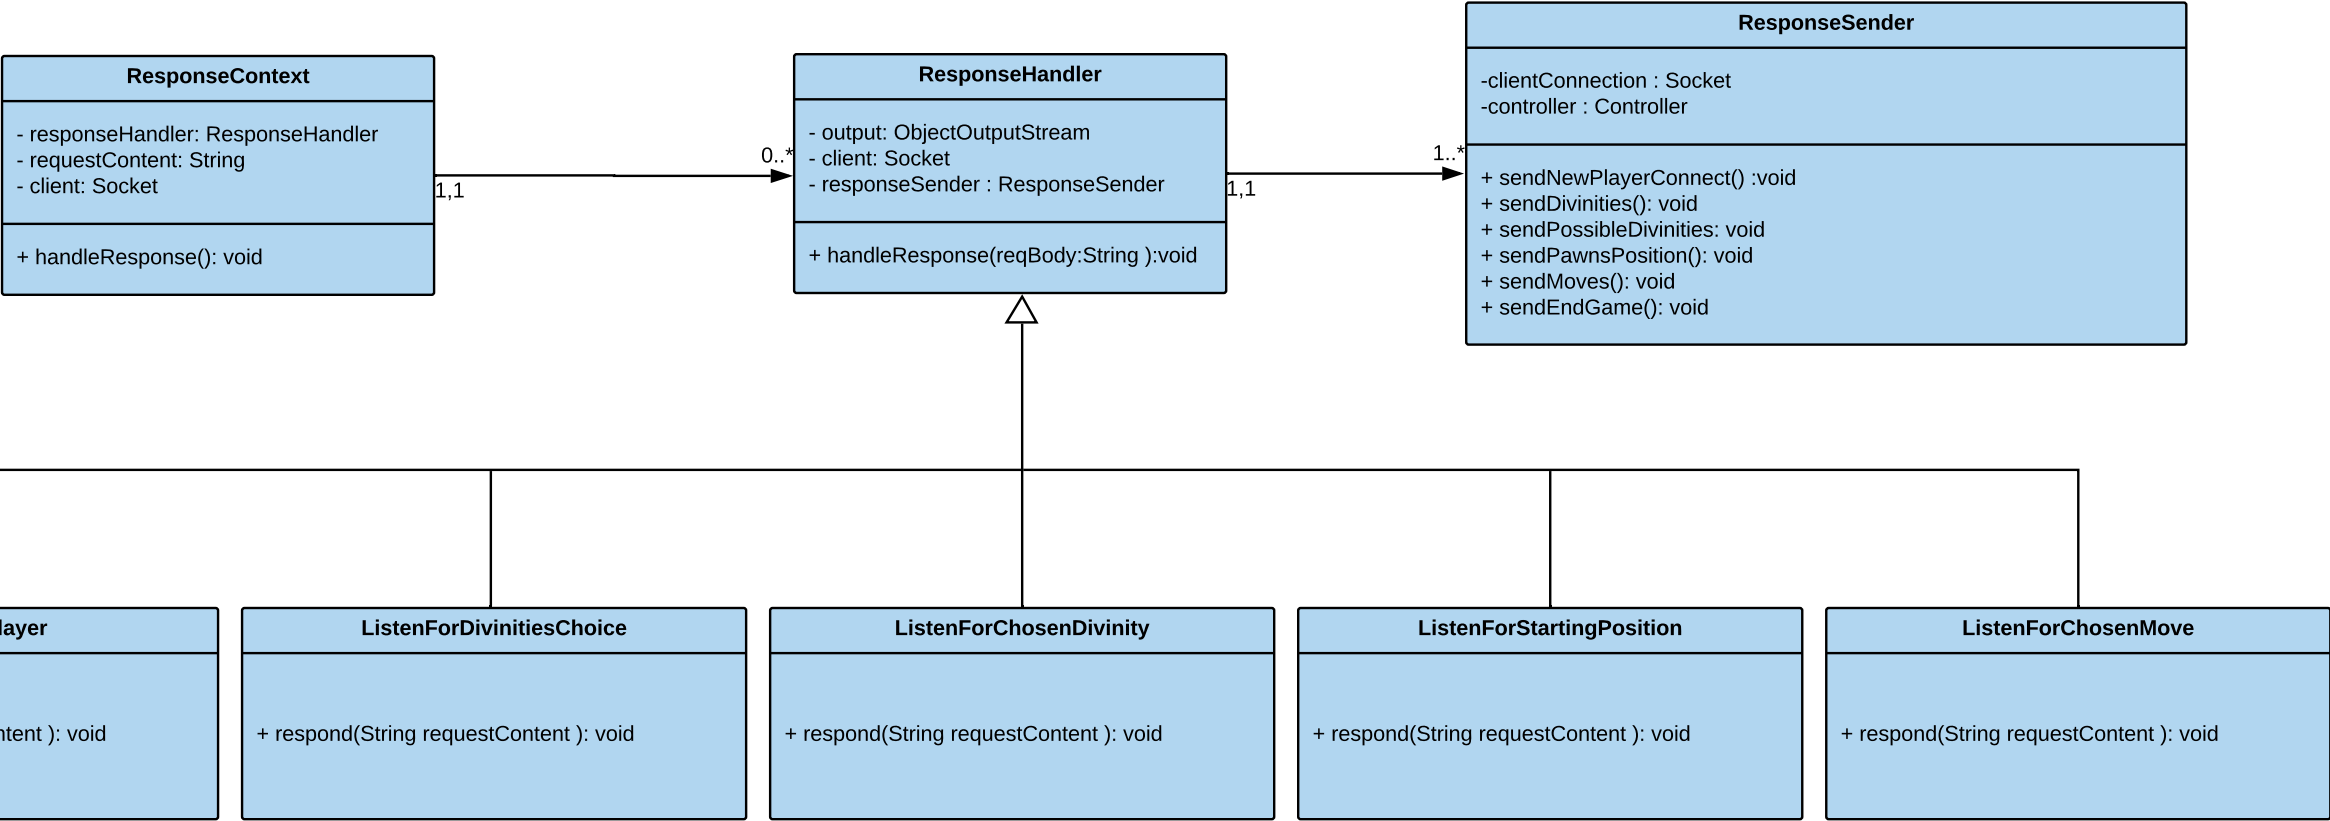 ResponseContext
- responseHandler: ResponseHandler
- requestContent: String
- client: Socket
+ handleResponse(): void
1,1
0..*
ResponseHandler
- output: ObjectOutputStream
- client: Socket
- responseSender : ResponseSender
+ handleResponse(reqBody:String ):void
1,1
1..*
ResponseSender
-clientConnection : Socket
-controller : Controller
+ sendNewPlayerConnect() :void
+ sendDivinities(): void
+ sendPossibleDivinities: void
+ sendPawnsPosition(): void
+ sendMoves(): void
+ sendEndGame(): void
): void
ListenForDivinitiesChoice
+ respond(String requestContent ): void
ListenForChosenDivinity
+ respond(String requestContent ): void
ListenForStartingPosition
+ respond(String requestContent ): void
ListenForChosenMove
+ respond(String requestContent ): void